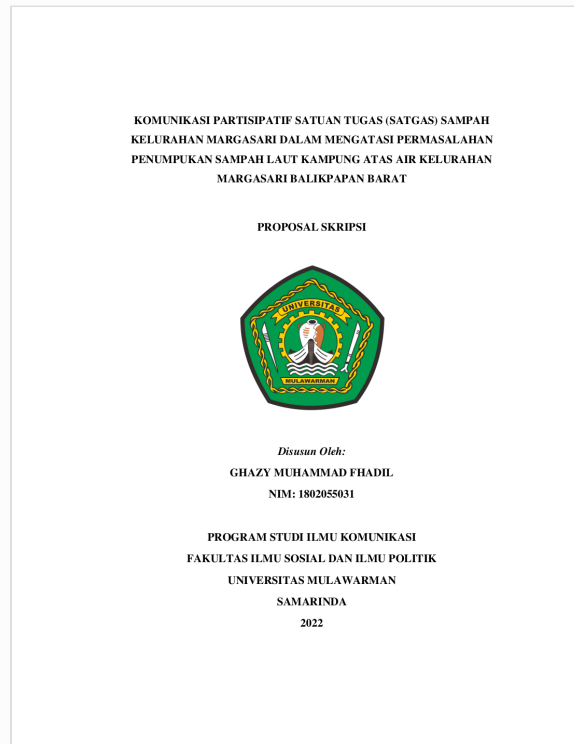 KOMUNIKASI PARTISIPATIF SATUAN TUGAS (SATGAS) SAMPAH
KELURAHAN MARGASARI DALAM MENGATASI PERMASALAHAN
PENUMPUKAN SAMPAH LAUT KAMPUNG ATAS AIR KELURAHAN
MARGASARI BALIKPAPAN BARAT
PROPOSAL SKRIPSI
UNIVERSITAS
MULAWARMAN
Disusun Oleh:
GHAZY MUHAMMAD FHADIL
NIM: 1802055031
PROGRAM STUDI ILMU KOMUNIKASI
FAKULTAS ILMU SOSIAL DAN ILMU POLITIK
UNIVERSITAS MULAWARMAN
SAMARINDA
2022